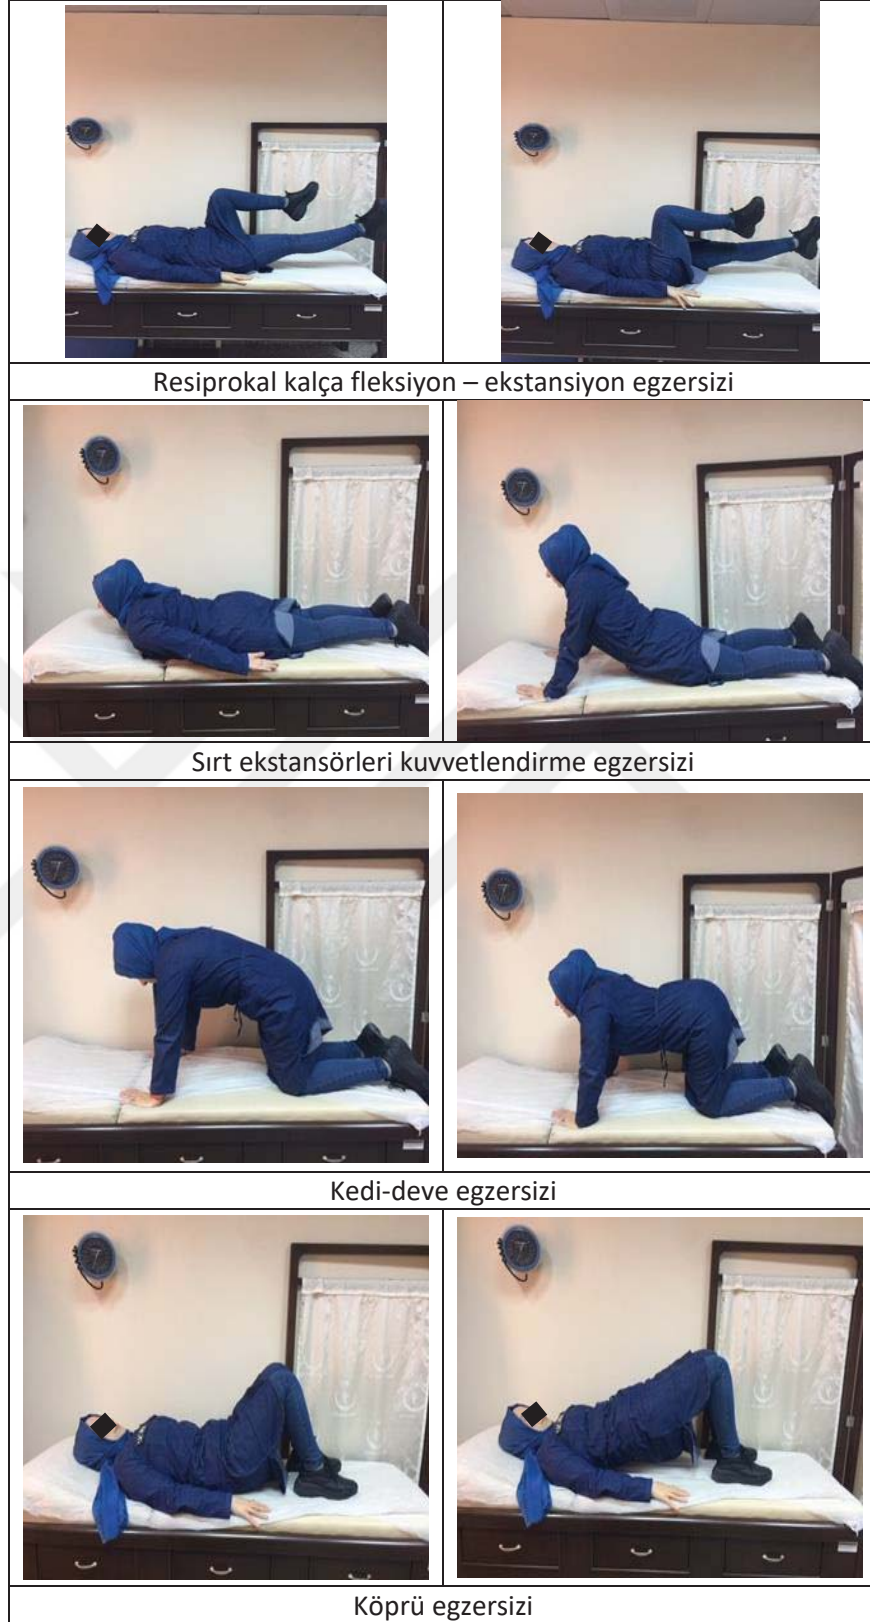 Resiprokal kalça fleksiyon – ekstansiyon egzersizi
Sırt ekstansörleri kuvvetlendirme egzersizi
Kedi-deve egzersizi
Köprü egzersizi